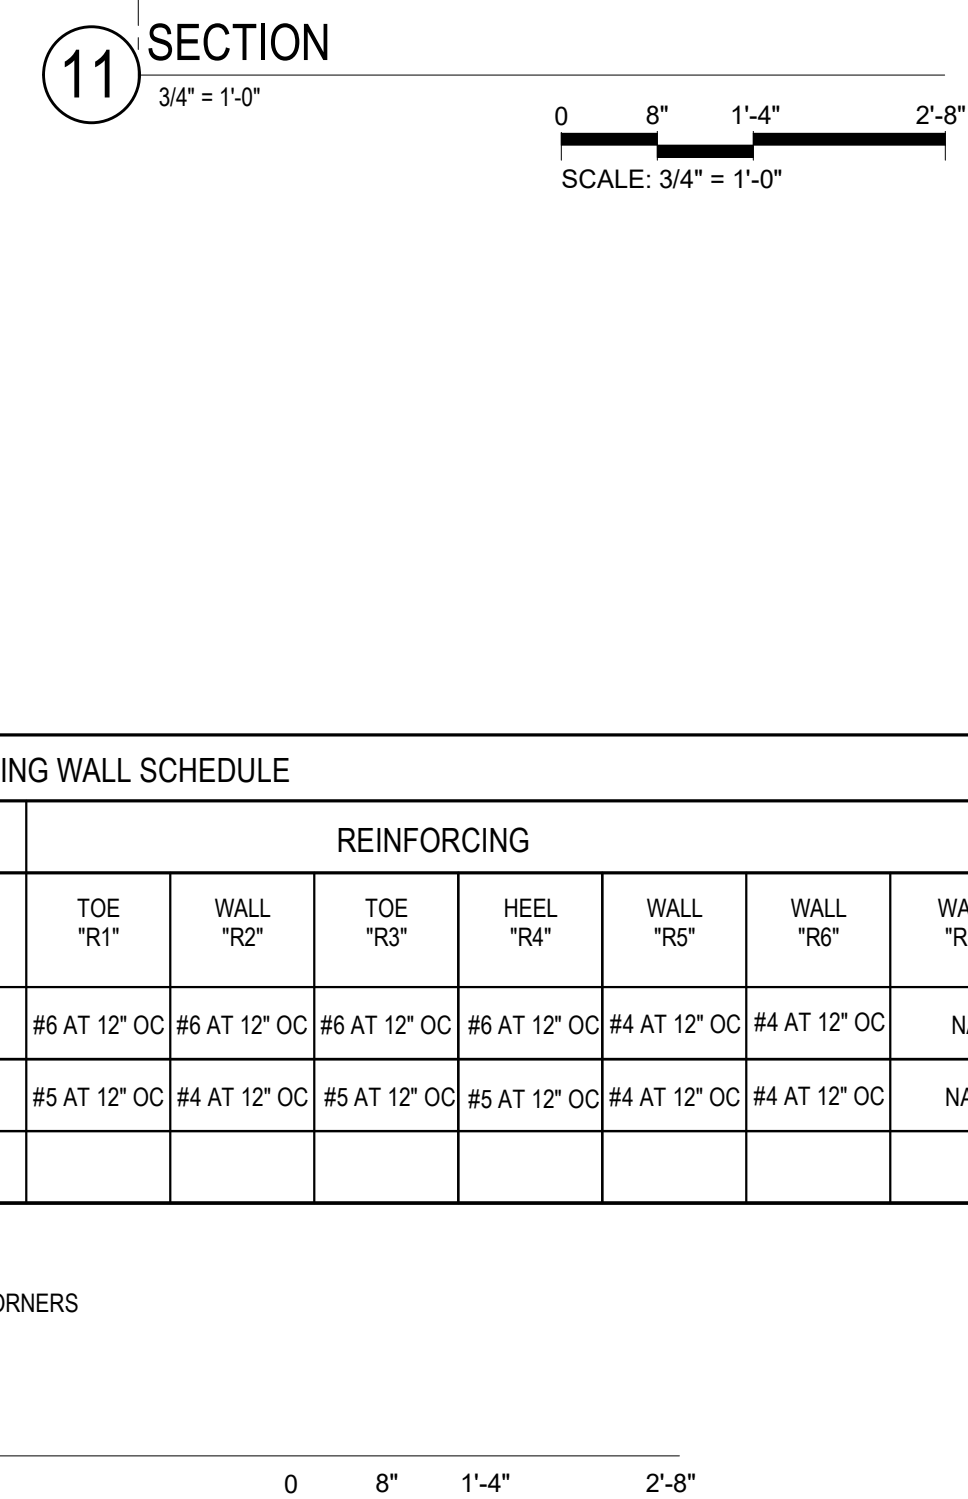 11 SECTION
3/4" = 1'-0"
0 8" 1'-4" 2'-8"
SCALE: 3/4" = 1'-0"
ING WALL SCHEDULE
REINFORCING
TOE WALL TOE HEEL WALL WALL WA
"R1" "R2" "R3" "R4" "R5" "R6" "R
#6 AT 12" OC #6 AT 12" OC #6 AT 12" OC #6 AT 12" OC #4 AT 12" OC #4 AT 12" OC NA
#5 AT 12" OC #4 AT 12" OC #5 AT 12" OC #5 AT 12" OC #4 AT 12" OC #4 AT 12" OC NA
ORNERS
0 8" 1'-4" 2'-8"